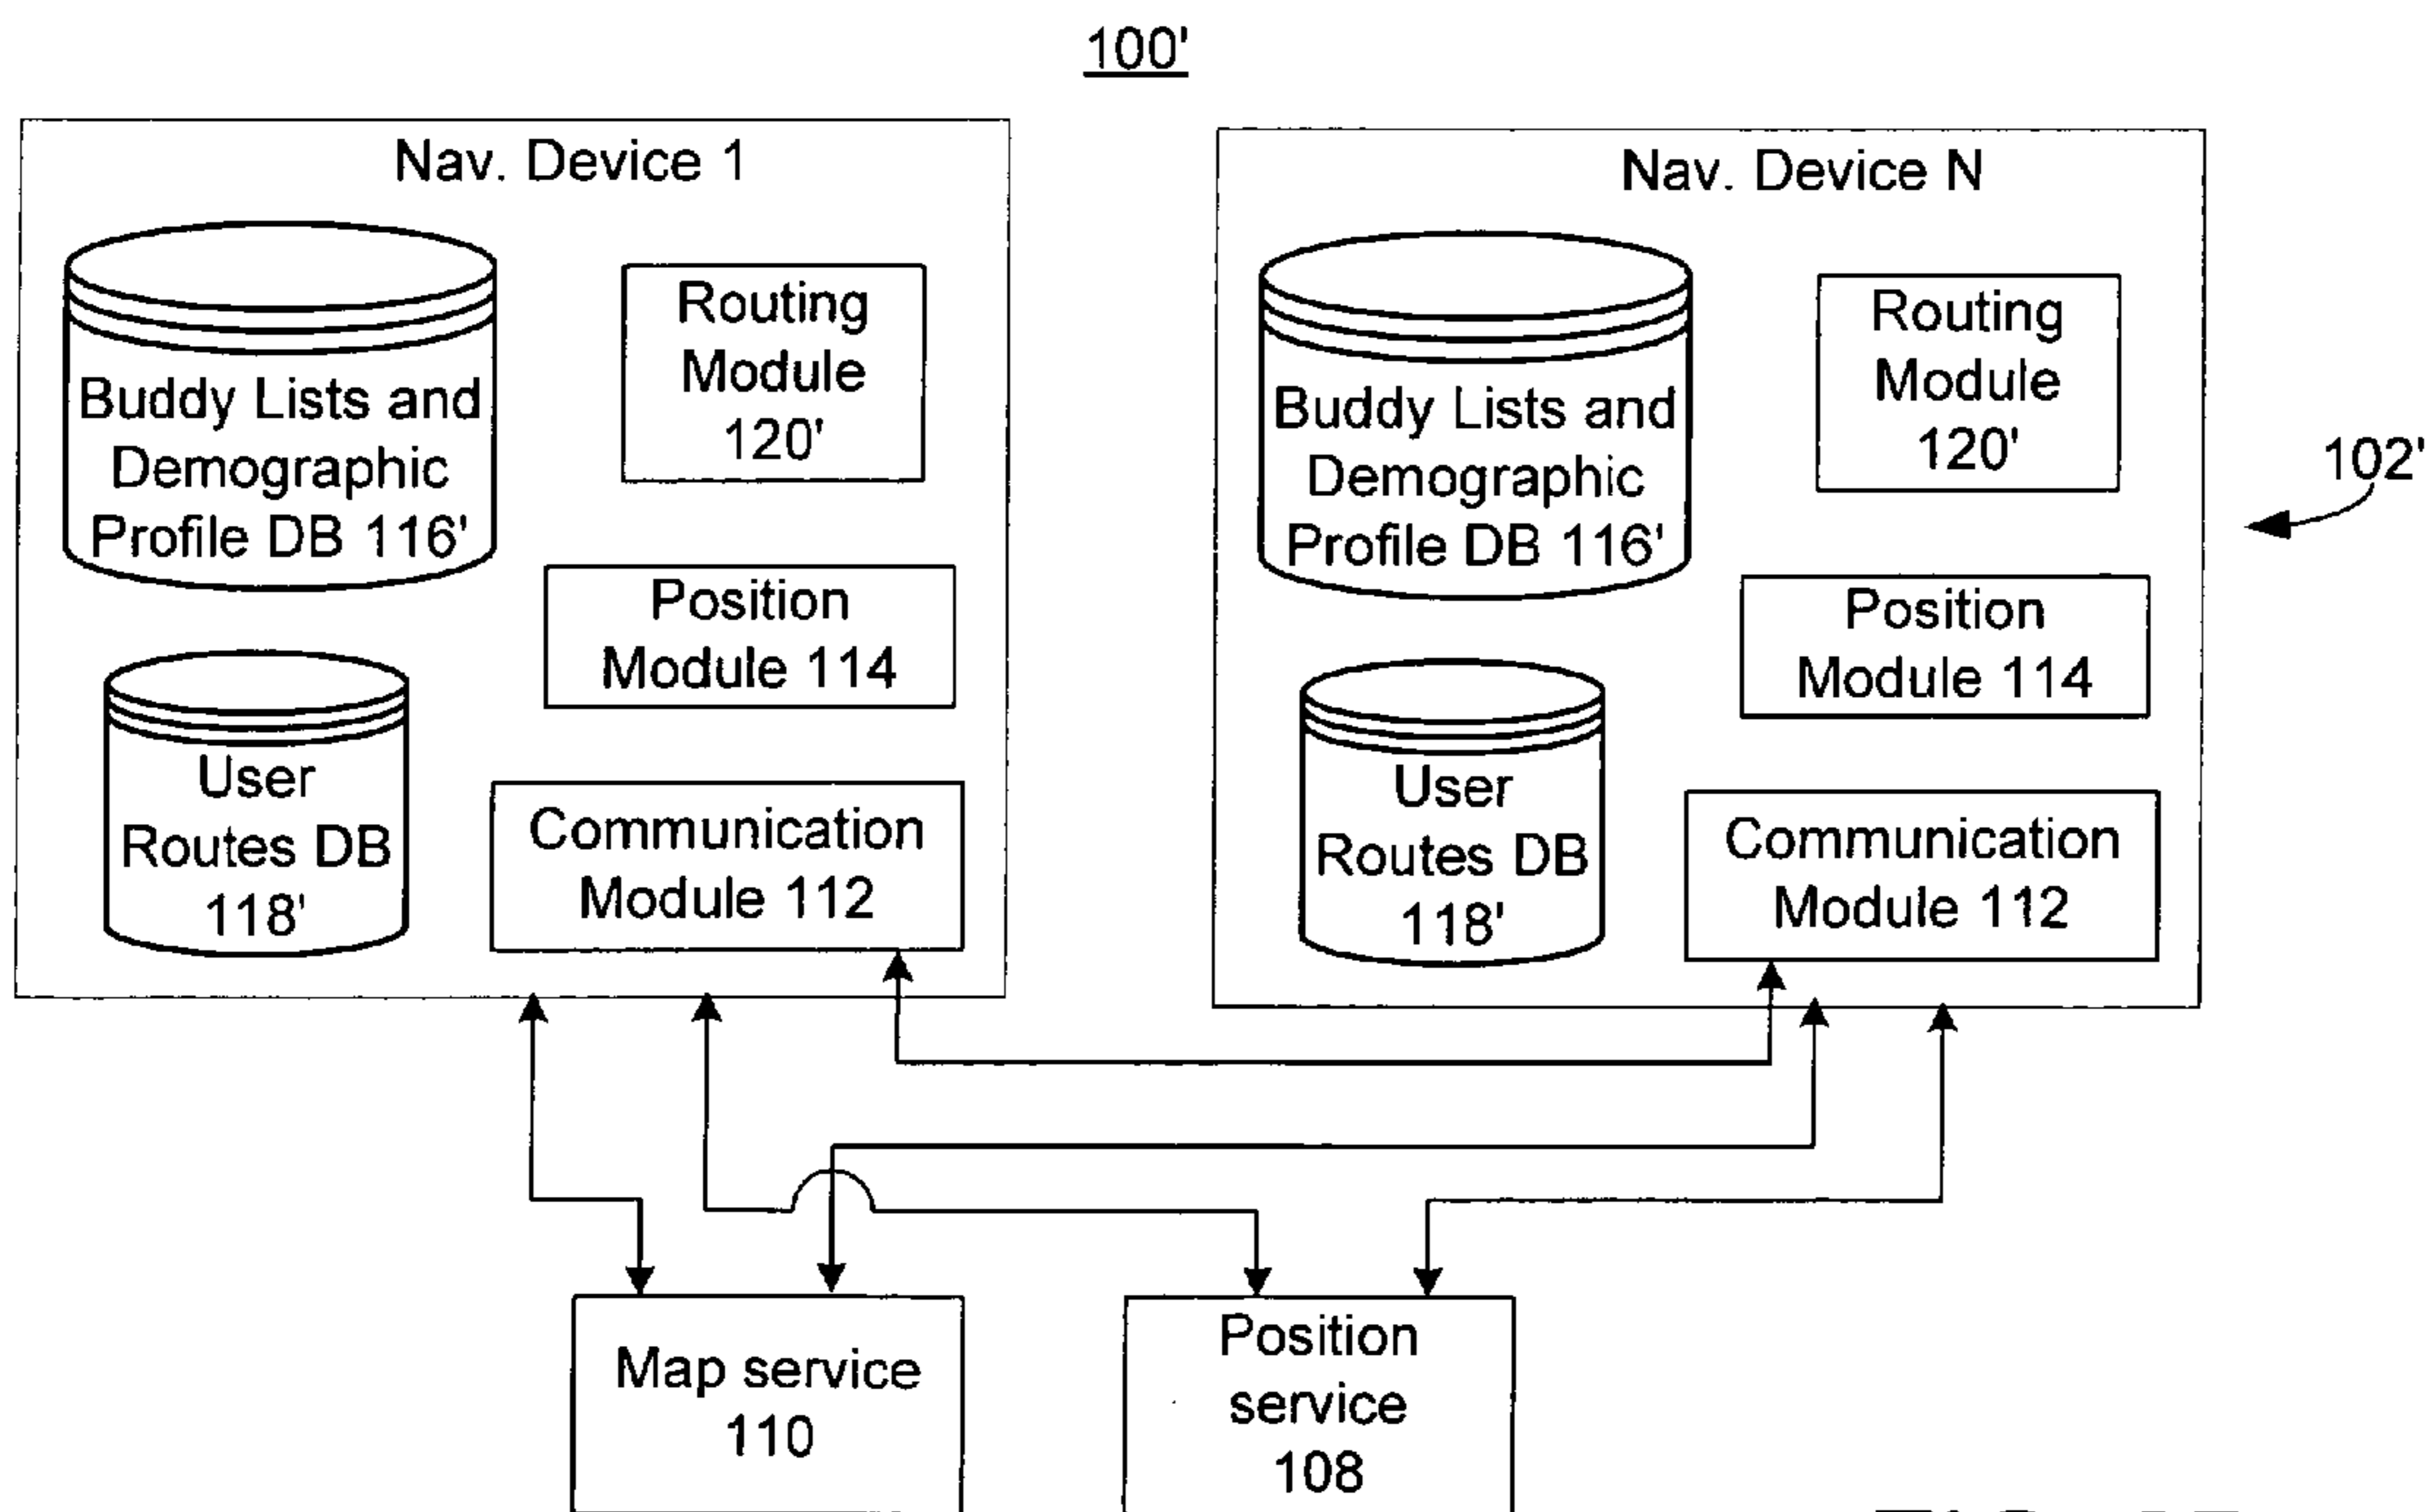 100'
Nav. Device 1
Buddy Lists and
Demographic
Profile DB 116'
Routing
Module
120'
Position
Module 114
User
Routes DB
118'
Communication
Module 112
Nav. Device N
Buddy Lists and
Demographic
Profile DB 116'
Routing
Module
120'
102'
Position
Module 114
User
Routes DB
118'
Communication
Module 112
Map service
110
Position
service
108